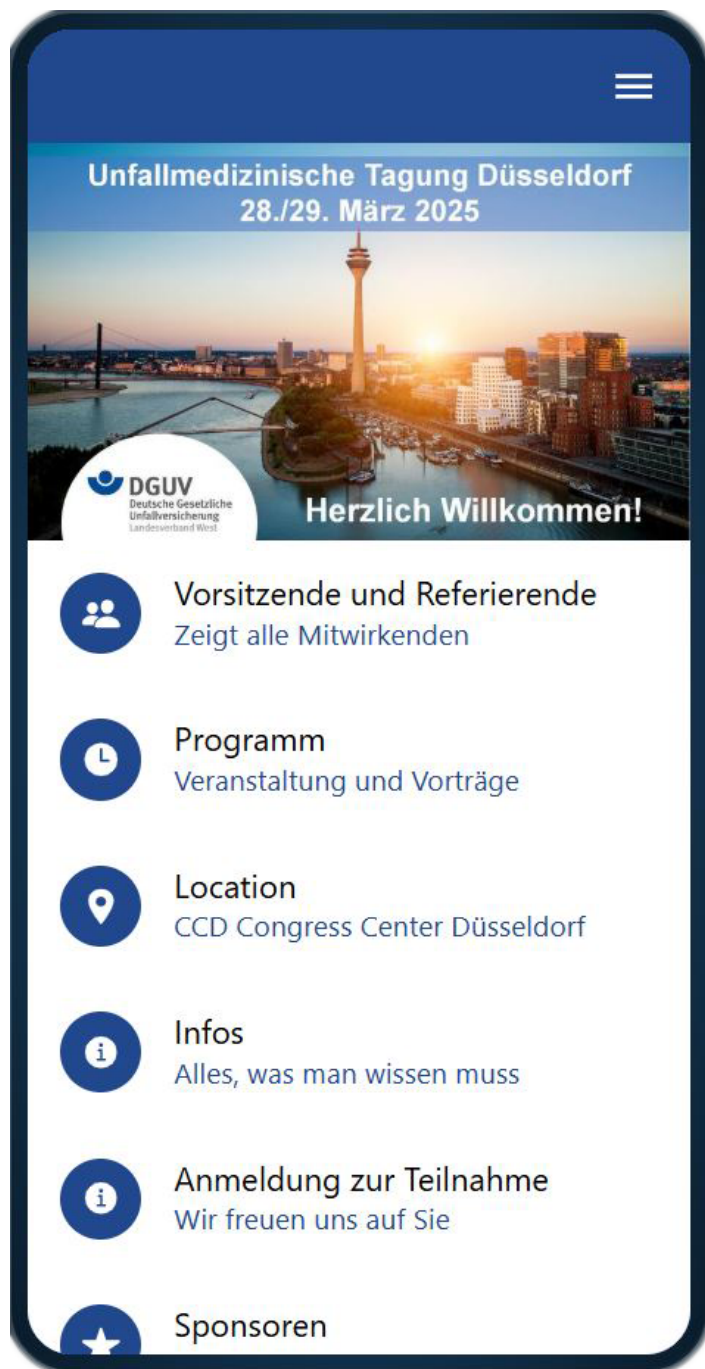 Unfallmedizinische Tagung Düsseldorf
28./29. März 2025
DGUV
Deutsche Gesetzliche
Unfallversicherung
Landesverband West
Herzlich Willkommen!
Vorsitzende und Referierende
Zeigt alle Mitwirkenden
Programm
Veranstaltung und Vorträge
Location
CCD Congress Center Düsseldorf
Infos
Alles, was man wissen muss
Anmeldung zur Teilnahme
Wir freuen uns auf Sie
Sponsoren